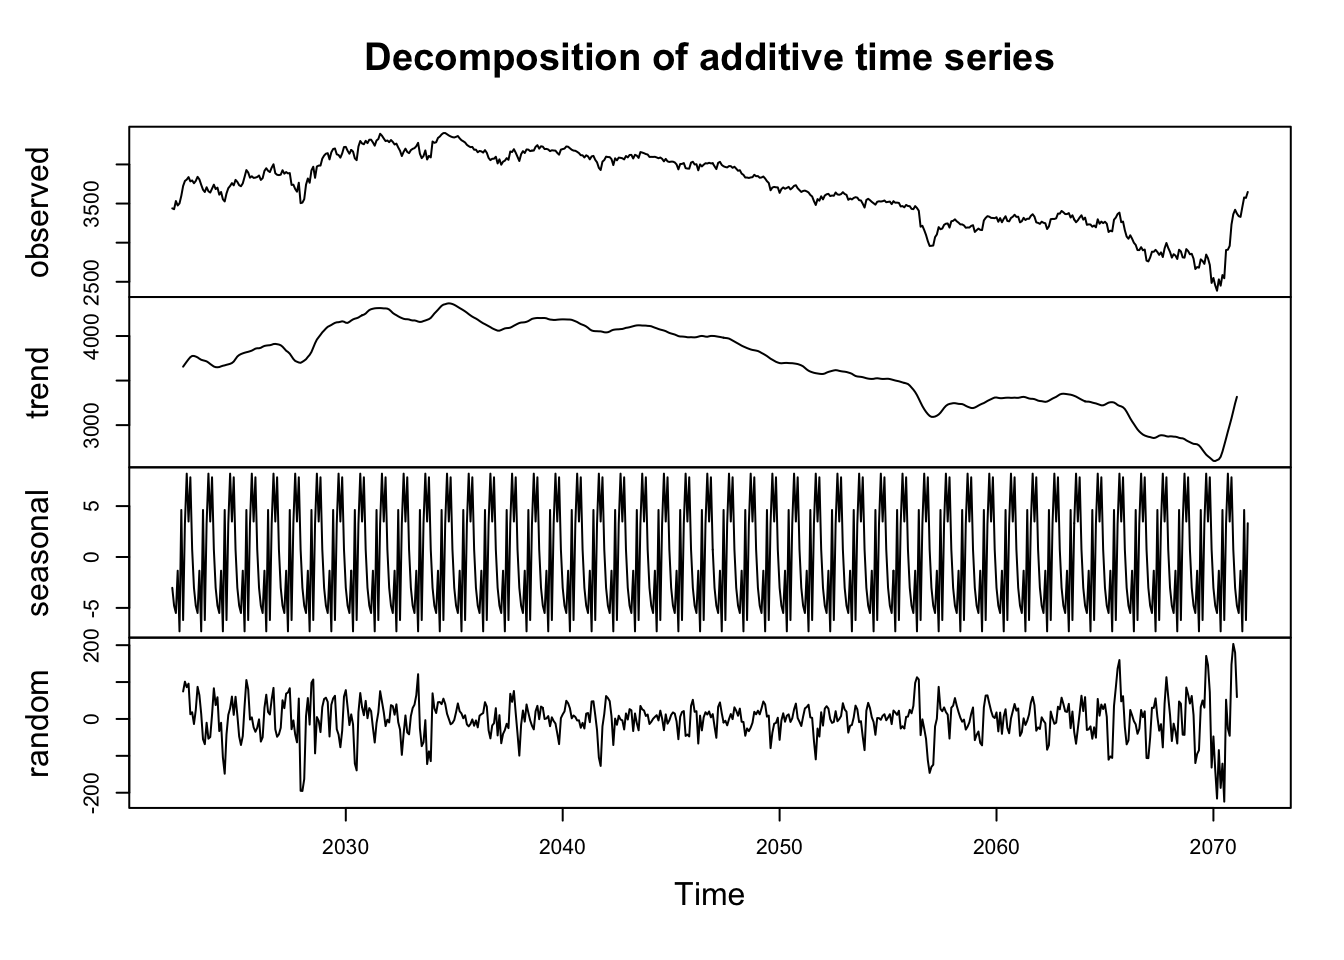 Decomposition of additive time series
observed
3500
2500
trend
4000
3000
seasonal
5
0
-5
random
200
0
-200
2030 2040 2050 2060 2070
Time